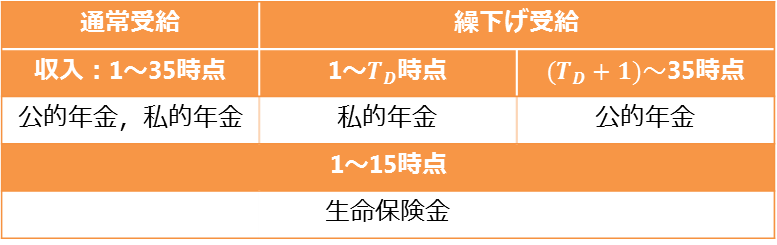 通常受給 繰下げ受給
収入：1～35時点 1～T_D時点 (T_D + 1)～35時点
公的年金，私的年金 私的年金 公的年金
1～15時点
生命保険金